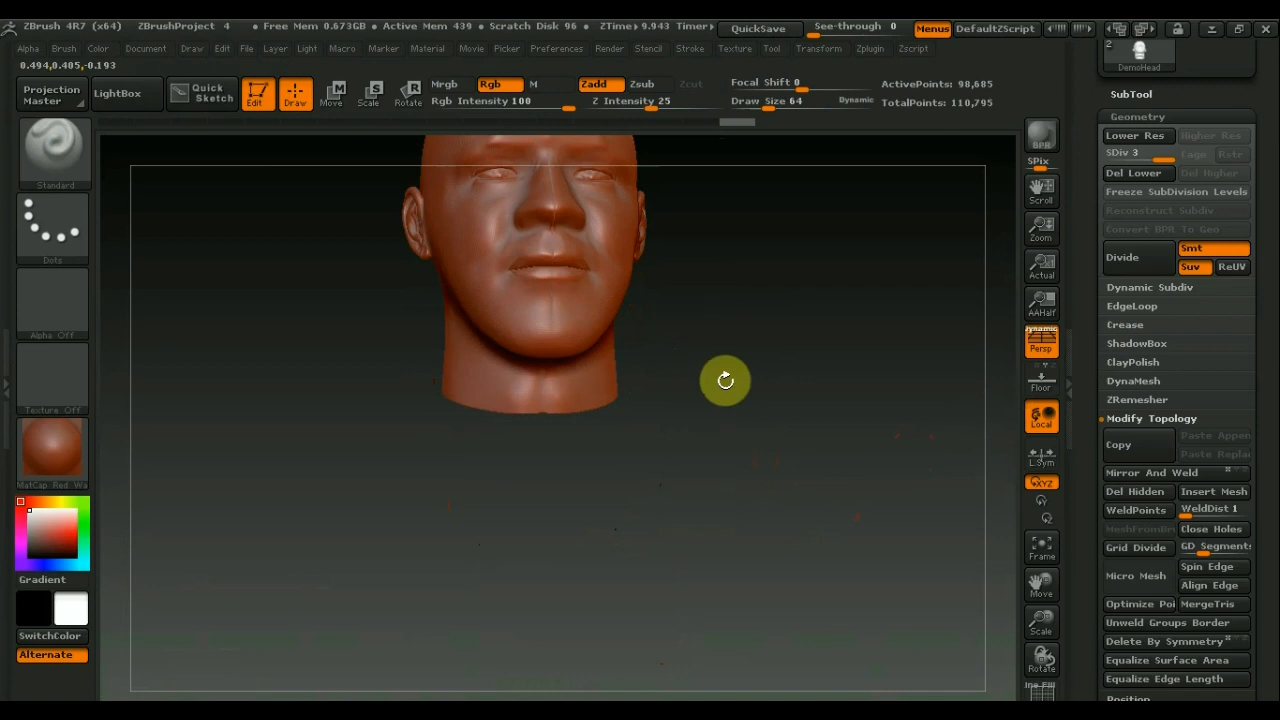 ZBrush 4R7 (x64) ZBrushProject 4 • Free Mem 0.673GB • Active Mem 439 • Scratch Disk 96 • ZTime▸9.943 Timer▸ QuickSave See-through 0 Menus DefaultZScript
Alpha Brush Color Document Draw Edit File Layer Light Macro Marker Material Movie Picker Preferences Render Stencil Stroke Texture Tool Transform Zplugin Zscript
0.494,0.405,-0.193
Projection Master
LightBox
Quick Sketch
Edit
Draw
Move
Scale
Rotate
Mrgb Rgb M
Rgb Intensity 100
Zadd Zsub Zcut
Z Intensity 25
Focal Shift 0
Draw Size 64 Dynamic
ActivePoints: 98,685
TotalPoints: 110,795
Standard
Dots
Alpha Off
Texture Off
MatCap Red Wa
Gradient
SwitchColor
Alternate
BPR
SPix
Scroll
Zoom
Actual
AAHalf
Dynamic
Persp
Floor
Local
L.Sym
XYZ
Frame
Move
Scale
Rotate
2
DemoHead
SubTool
Geometry
Lower Res Higher Res
SDiv 3 Cage Rstr
Del Lower Del Higher
Freeze SubDivision Levels
Reconstruct Subdiv
Convert BPR To Geo
Divide Smt
Suv ReUV
Dynamic Subdiv
EdgeLoop
Crease
ShadowBox
ClayPolish
DynaMesh
ZRemesher
Modify Topology
Copy Paste Appen
Paste Replac
Mirror And Weld
Del Hidden Insert Mesh
WeldPoints WeldDist 1
MeshFromBru Close Holes
Grid Divide GD Segments
Micro Mesh Spin Edge
Align Edge
Optimize Poi MergeTris
Unweld Groups Border
Delete By Symmetry
Equalize Surface Area
Equalize Edge Length